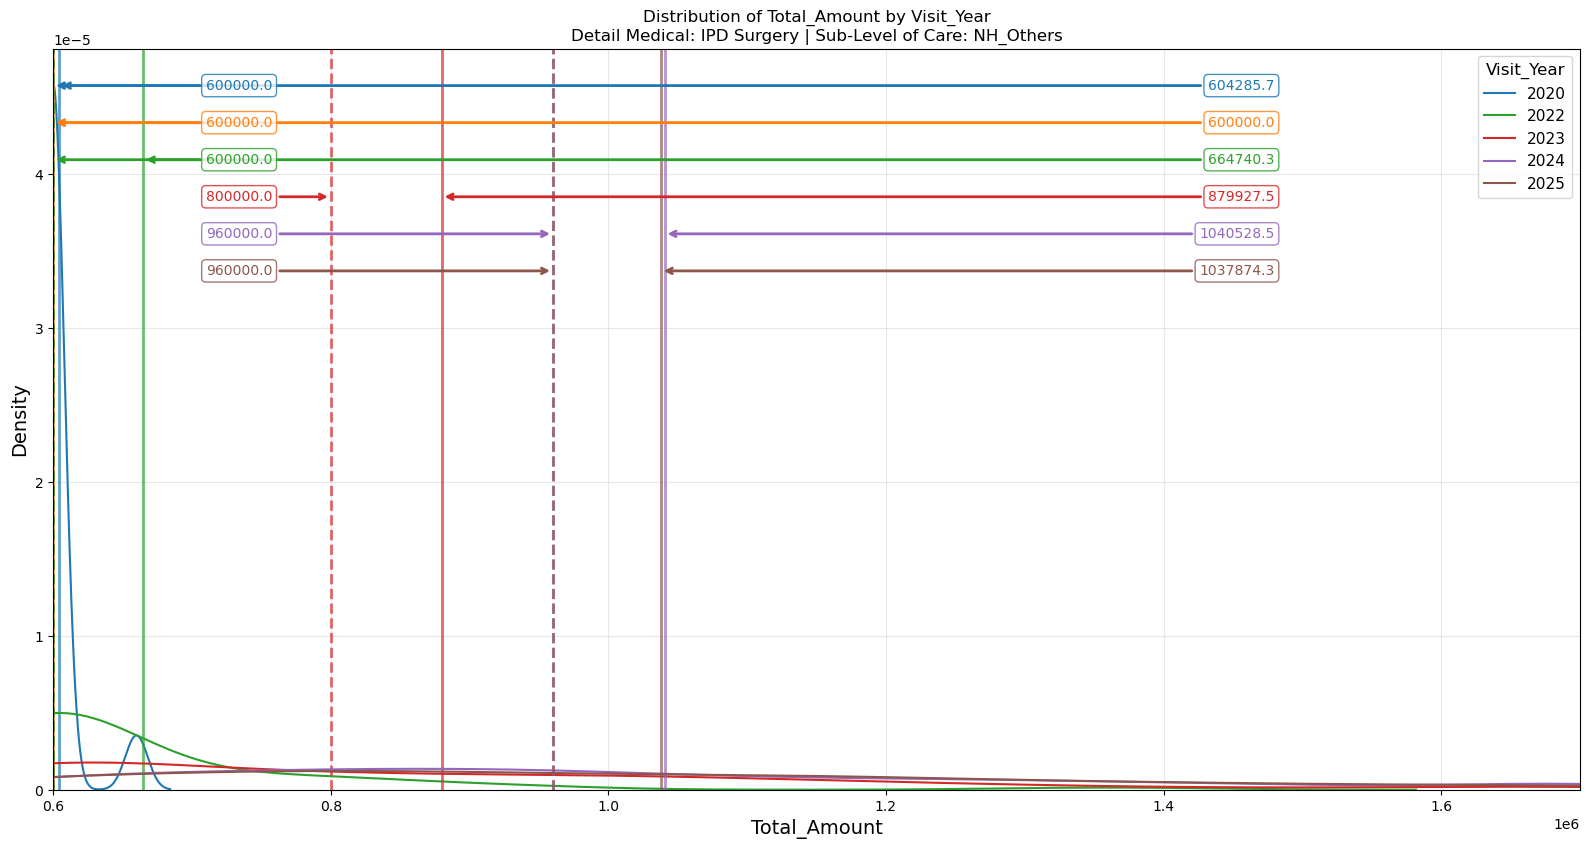 Distribution of Total_Amount by Visit_Year
Detail Medical: IPD Surgery | Sub-Level of Care: NH_Others
1e−5
Visit_Year
2020
2022
2023
2024
2025
600000.0 604285.7
600000.0 600000.0
600000.0 664740.3
800000.0 879927.5
960000.0 1040528.5
960000.0 1037874.3
4
3
2
1
0
Density
0.6 0.8 1.0 1.2 1.4 1.6
1e6
Total_Amount